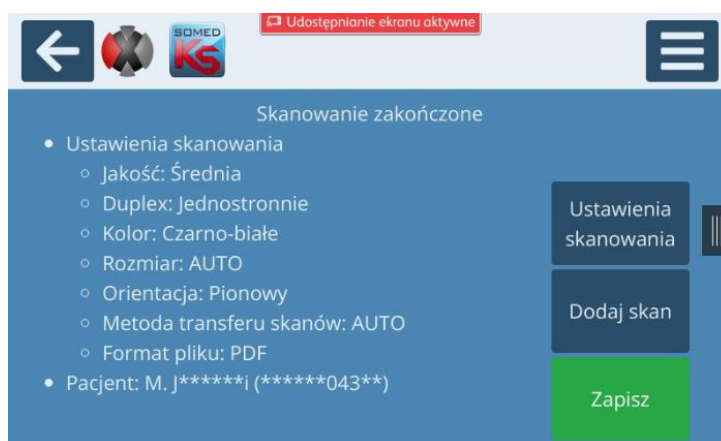 Udostępnianie ekranu aktywne
SOMED
KS
Skanowanie zakończone
Ustawienia skanowania
Jakość: Średnia
Duplex: Jednostronnie
Kolor: Czarno-białe
Rozmiar: AUTO
Orientacja: Pionowy
Metoda transferu skanów: AUTO
Format pliku: PDF
Pacjent: M. J******i (******043**)
Ustawienia
skanowania
Dodaj skan
Zapisz